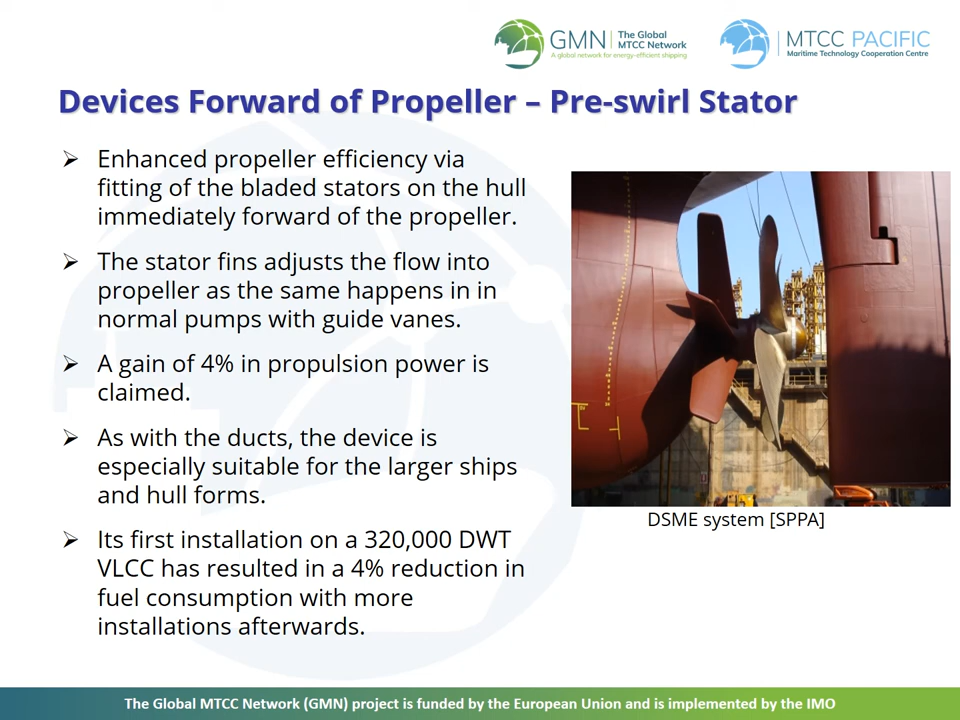 GMN
The Global
MTCC Network
A global network for energy-efficient shipping
MTCC PACIFIC
Maritime Technology Cooperation Centre
Devices Forward of Propeller – Pre-swirl Stator
➢ Enhanced propeller efficiency via
fitting of the bladed stators on the hull
immediately forward of the propeller.
➢ The stator fins adjusts the flow into
propeller as the same happens in in
normal pumps with guide vanes.
➢ A gain of 4% in propulsion power is
claimed.
➢ As with the ducts, the device is
especially suitable for the larger ships
and hull forms.
➢ Its first installation on a 320,000 DWT
VLCC has resulted in a 4% reduction in
fuel consumption with more
installations afterwards.
DSME system [SPPA]
The Global MTCC Network (GMN) project is funded by the European Union and is implemented by the IMO